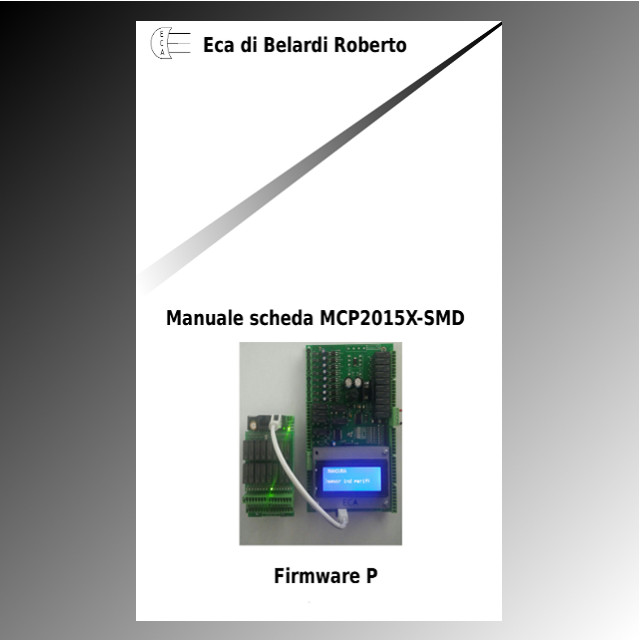 E
C
A
Eca di Belardi Roberto
Manuale scheda MCP2015X-SMD
E C A
Firmware P